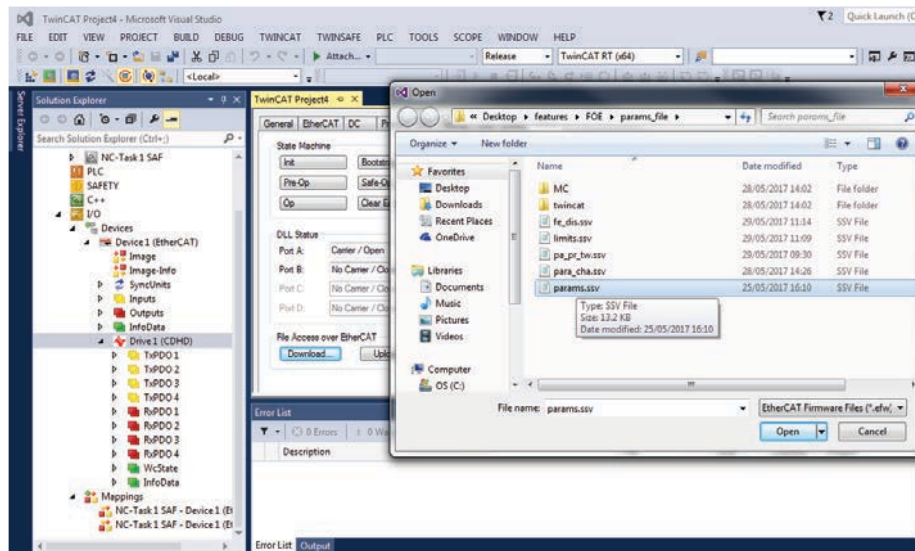 TwinCAT Project4 - Microsoft Visual Studio
2
Quick Launch (C
FILE EDIT VIEW PROJECT BUILD DEBUG TWINCAT TWINSAFE PLC TOOLS SCOPE WINDOW HELP
Attach...
Release
TwinCAT RT (x64)
<Local>
Server Explorer
Solution Explorer
Search Solution Explorer (Ctrl+;)
NC-Task 1 SAF
PLC
SAFETY
C++
I/O
Devices
Device 1 (EtherCAT)
Image
Image-Info
SyncUnits
Inputs
Outputs
InfoData
Drive 1 (CDHD)
TxPDO 1
TxPDO 2
TxPDO 3
TxPDO 4
RxPDO 1
RxPDO 2
RxPDO 3
RxPDO 4
WcState
InfoData
Mappings
NC-Task 1 SAF - Device 1 (Et
NC-Task 1 SAF - Device 1 (Et
TwinCAT Project4
General EtherCAT DC
State Machine
Init
Bootstr
Pre-Op
Safe-Op
Op
Clear E
DLL Status
Port A: Carrier / Open
Port B: No Carrier / Clo
Port C: No Carrier / Clo
Port D: No Carrier / Clo
File Access over EtherCAT
Download...
Uplo
Error List
0 Errors
0 Wa
Description
Error List Output
Open
« Desktop features FOE params_file
Search params_file
Organize New folder
Favorites
Desktop
Downloads
Recent Places
OneDrive
Libraries
Documents
Music
Pictures
Videos
Computer
OS (C:)
Name Date modified Type
MC 28/05/2017 14:02 File folder
twincat 28/05/2017 14:02 File folder
fe_dis.ssv 29/05/2017 11:14 SSV File
limits.ssv 29/05/2017 11:09 SSV File
pa_pr_tw.ssv 29/05/2017 09:30 SSV File
para_cha.ssv 28/05/2017 14:26 SSV File
params.ssv 25/05/2017 16:10 SSV File
Type: SSV File
Size: 13.2 KB
Date modified: 25/05/2017 16:10
File name: params.ssv
EtherCAT Firmware Files (*.efw;
Open
Cancel